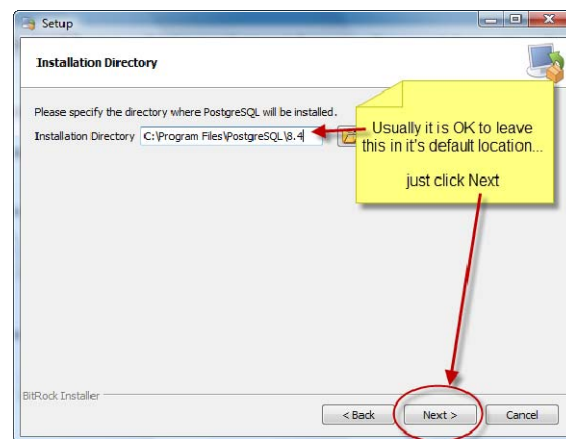 Setup
Installation Directory
Please specify the directory where PostgreSQL will be installed.
Installation Directory C:\Program Files\PostgreSQL\8.4
Usually it is OK to leave
this in it's default location...
just click Next
BitRock Installer
< Back Next > Cancel